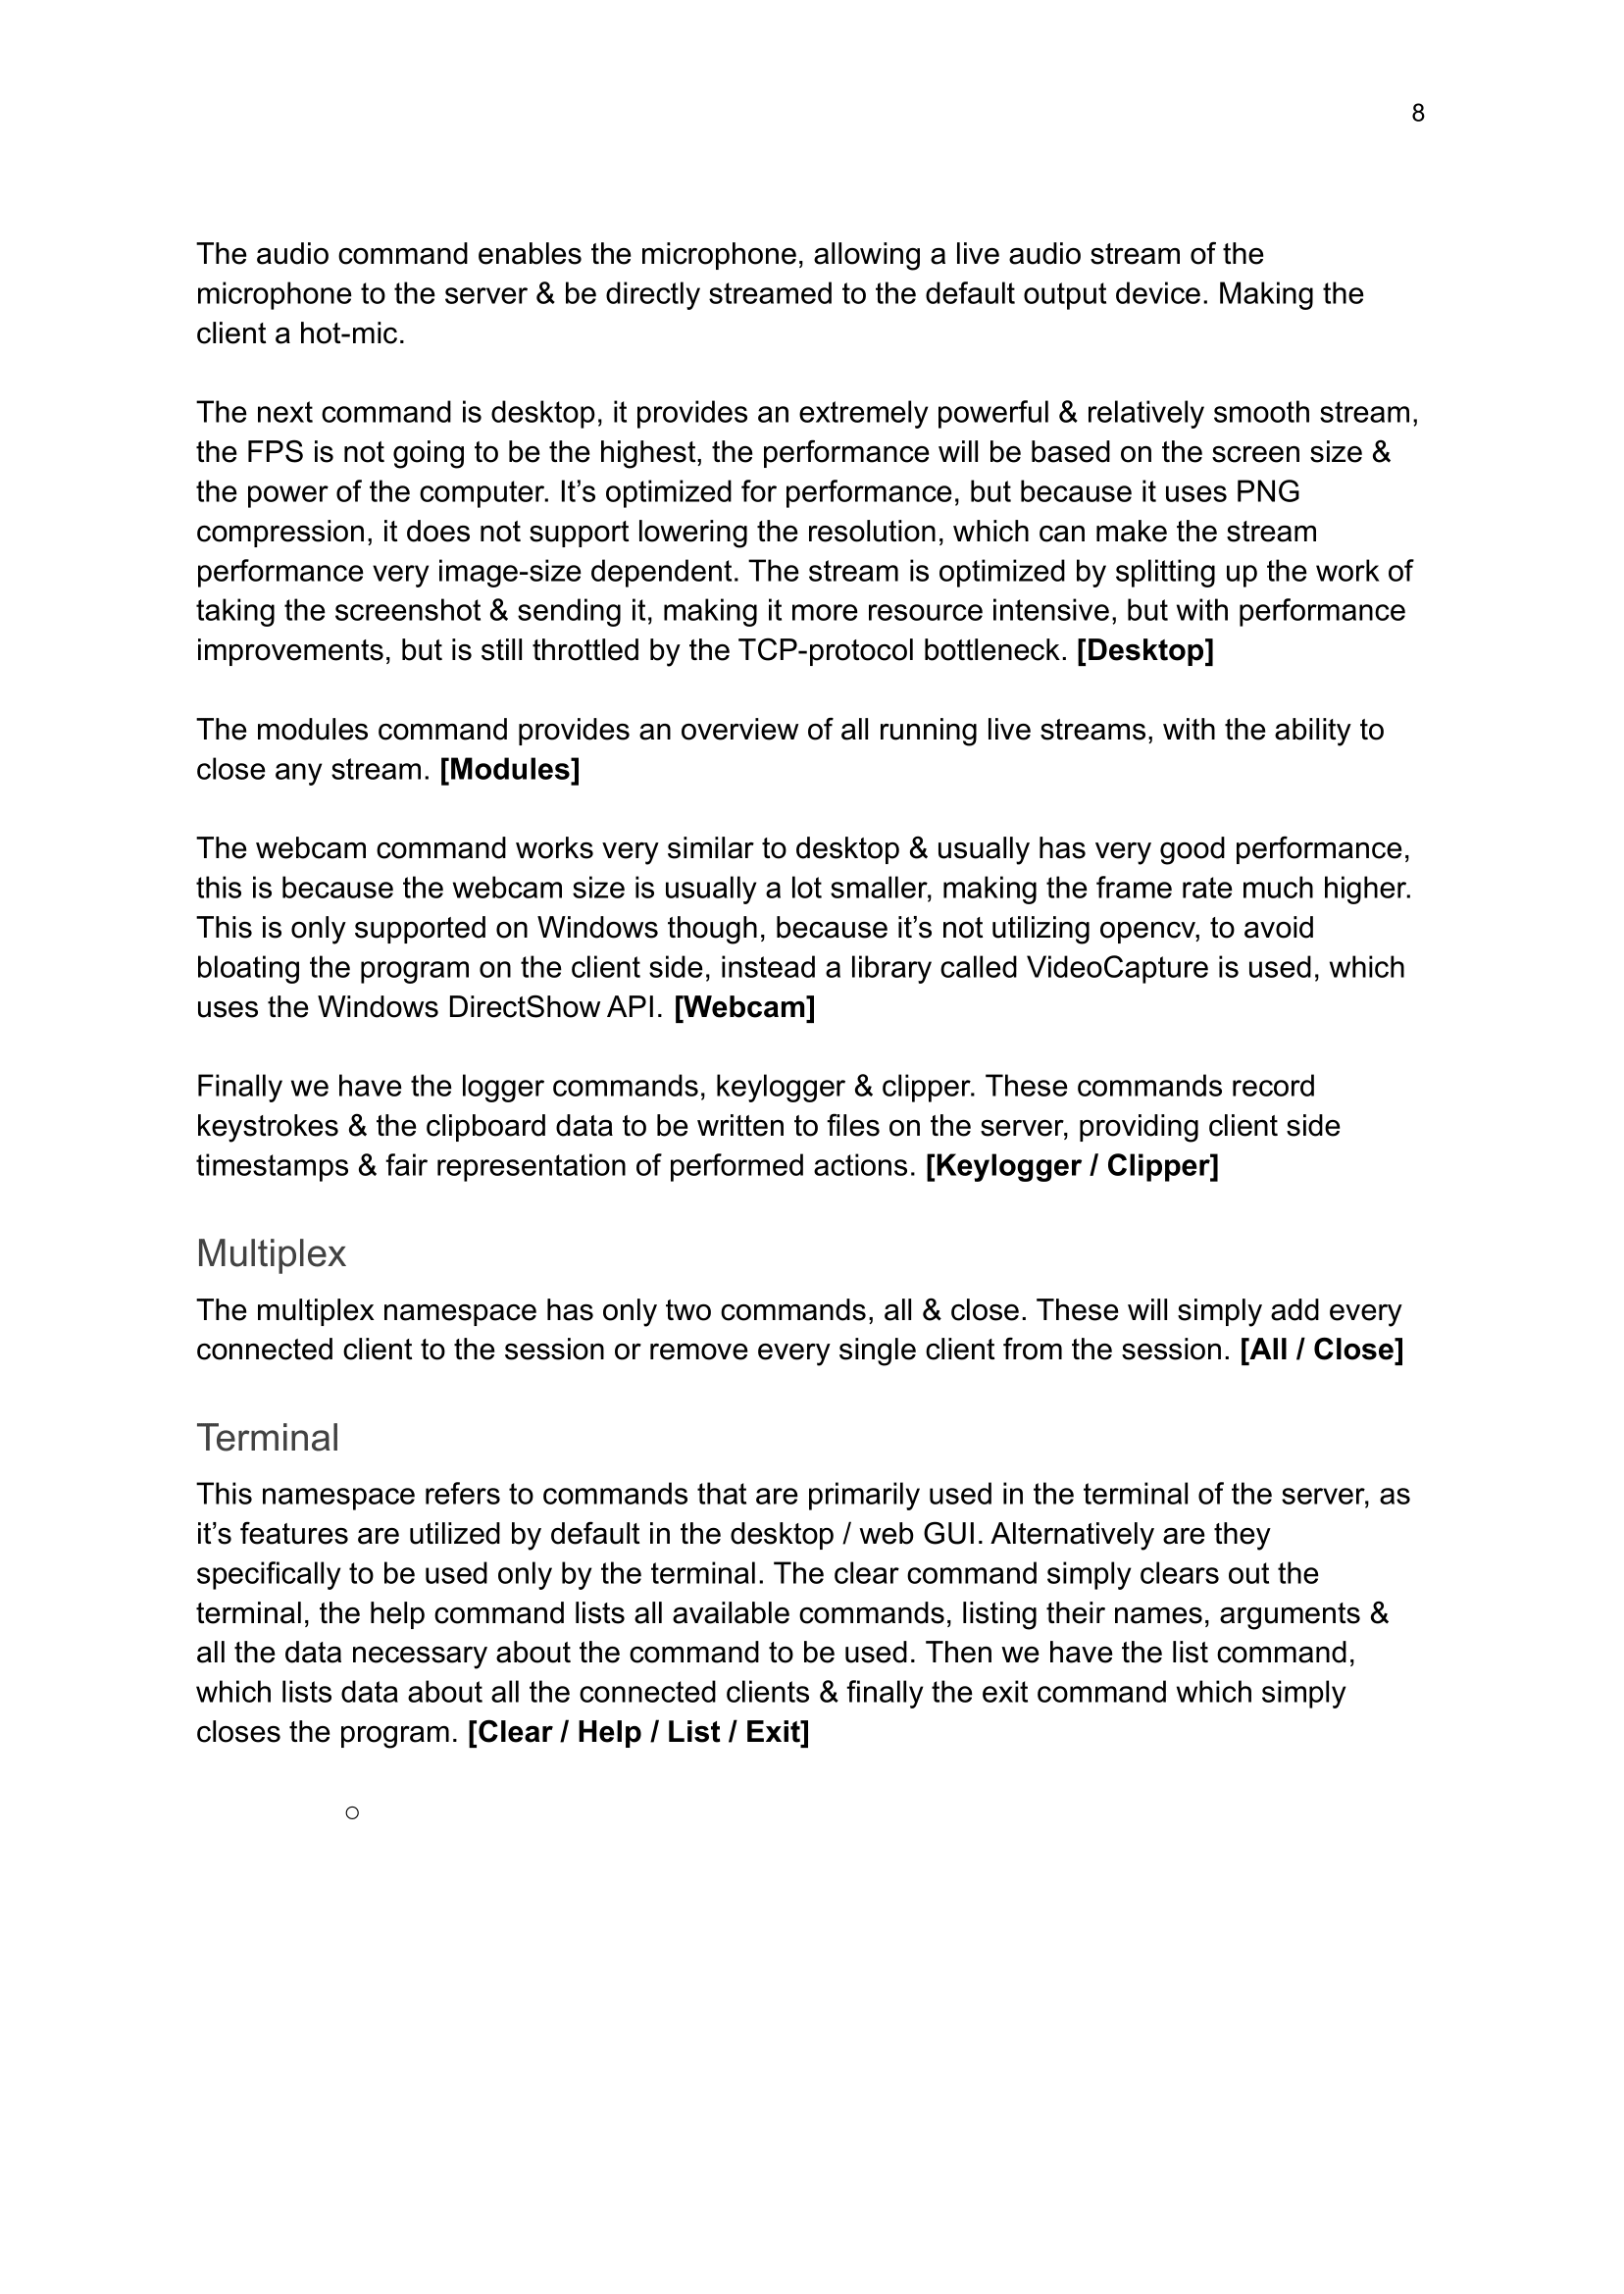 8
The audio command enables the microphone, allowing a live audio stream of the
microphone to the server & be directly streamed to the default output device. Making the
client a hot-mic.
The next command is desktop, it provides an extremely powerful & relatively smooth stream,
the FPS is not going to be the highest, the performance will be based on the screen size &
the power of the computer. It’s optimized for performance, but because it uses PNG
compression, it does not support lowering the resolution, which can make the stream
performance very image-size dependent. The stream is optimized by splitting up the work of
taking the screenshot & sending it, making it more resource intensive, but with performance
improvements, but is still throttled by the TCP-protocol bottleneck. [Desktop]
The modules command provides an overview of all running live streams, with the ability to
close any stream. [Modules]
The webcam command works very similar to desktop & usually has very good performance,
this is because the webcam size is usually a lot smaller, making the frame rate much higher.
This is only supported on Windows though, because it’s not utilizing opencv, to avoid
bloating the program on the client side, instead a library called VideoCapture is used, which
uses the Windows DirectShow API. [Webcam]
Finally we have the logger commands, keylogger & clipper. These commands record
keystrokes & the clipboard data to be written to files on the server, providing client side
timestamps & fair representation of performed actions. [Keylogger / Clipper]
Multiplex
The multiplex namespace has only two commands, all & close. These will simply add every
connected client to the session or remove every single client from the session. [All / Close]
Terminal
This namespace refers to commands that are primarily used in the terminal of the server, as
it’s features are utilized by default in the desktop / web GUI. Alternatively are they
specifically to be used only by the terminal. The clear command simply clears out the
terminal, the help command lists all available commands, listing their names, arguments &
all the data necessary about the command to be used. Then we have the list command,
which lists data about all the connected clients & finally the exit command which simply
closes the program. [Clear / Help / List / Exit]